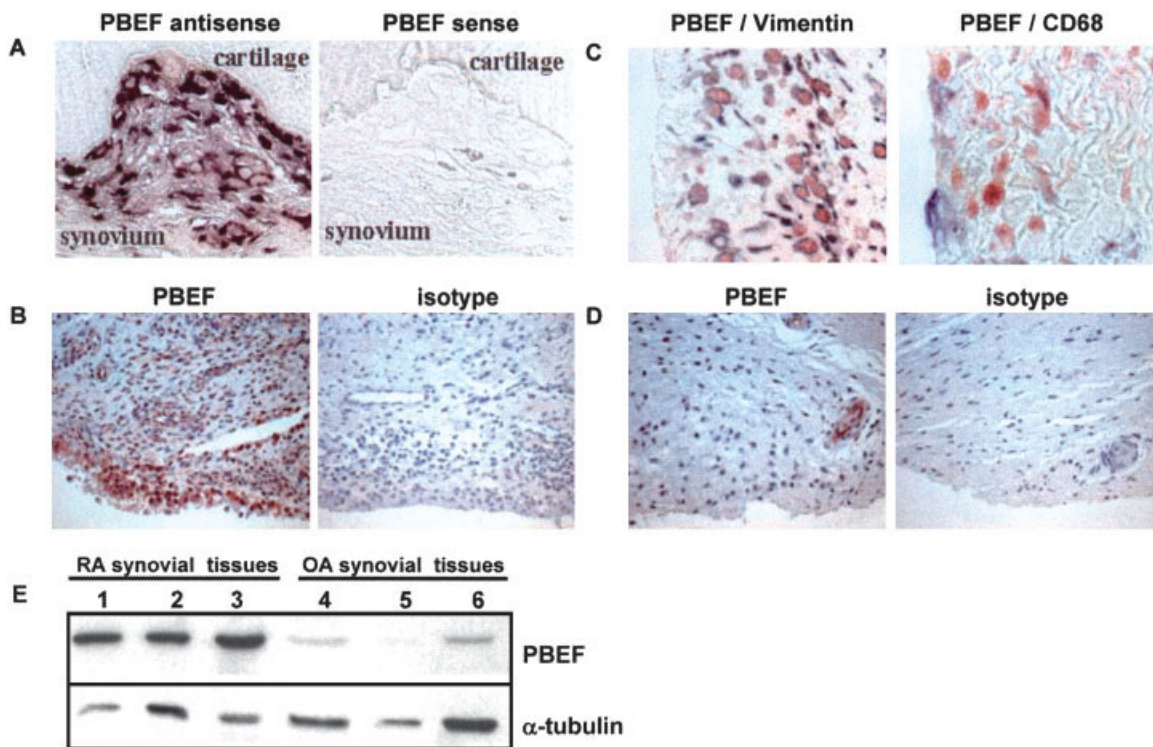 A
PBEF antisense
PBEF sense
cartilage
cartilage
synovium
synovium
C
PBEF / Vimentin
PBEF / CD68
B
PBEF
isotype
D
PBEF
isotype
E
RA synovial tissues
OA synovial tissues
1 2 3 4 5 6
PBEF
α-tubulin